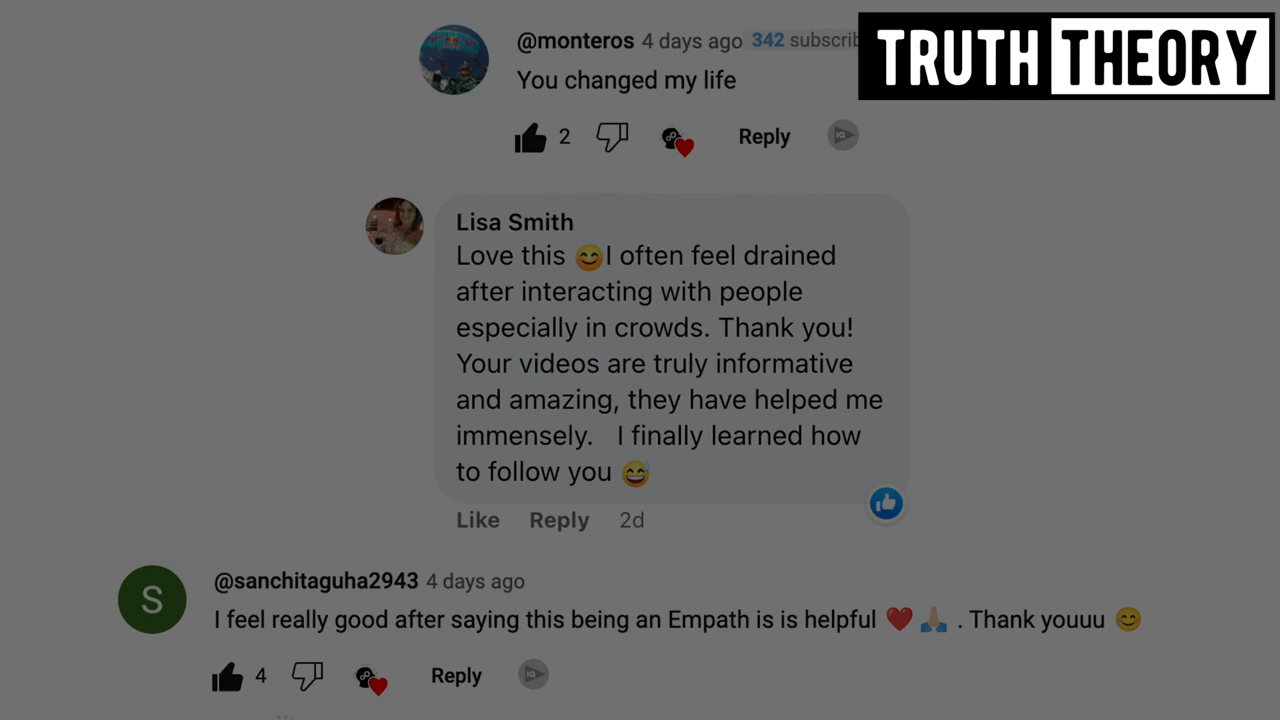 @monteros 4 days ago 342 subscrib
TRUTH THEORY
You changed my life
2 Reply
Lisa Smith
Love this 😊I often feel drained
after interacting with people
especially in crowds. Thank you!
Your videos are truly informative
and amazing, they have helped me
immensely. I finally learned how
to follow you 😅
Like Reply 2d
S
@sanchitaguha2943 4 days ago
I feel really good after saying this being an Empath is is helpful ❤️🙏🏼 . Thank youuu 😊
4 Reply